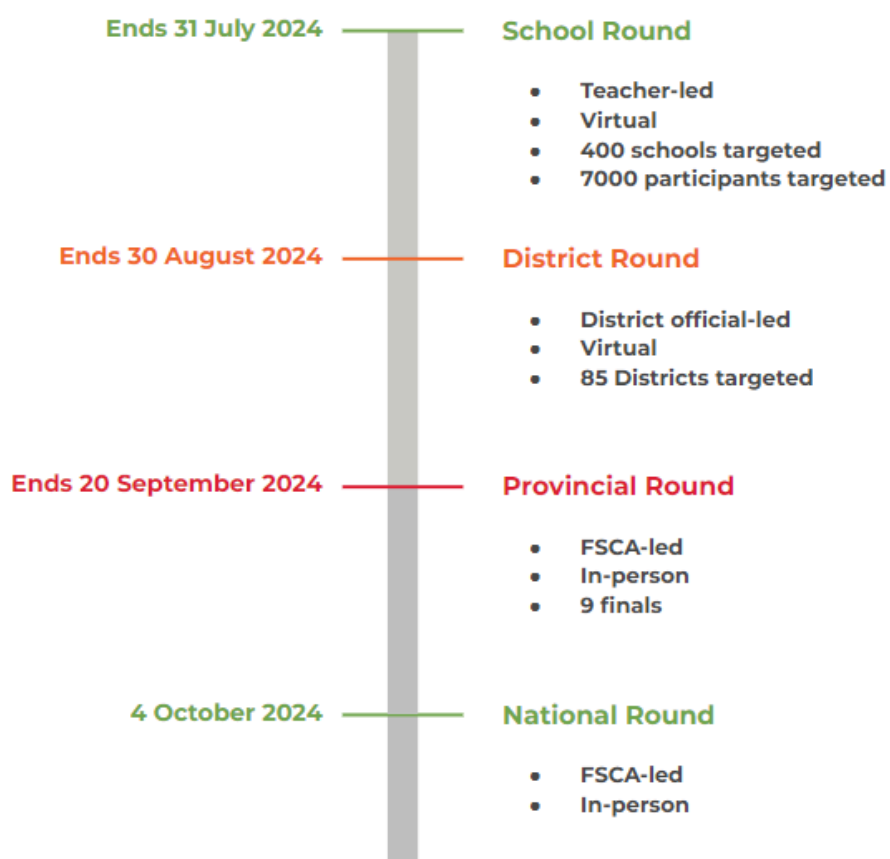 Ends 31 July 2024
School Round
• Teacher-led
• Virtual
• 400 schools targeted
• 7000 participants targeted
Ends 30 August 2024
District Round
• District official-led
• Virtual
• 85 Districts targeted
Ends 20 September 2024
Provincial Round
• FSCA-led
• In-person
• 9 finals
4 October 2024
National Round
• FSCA-led
• In-person